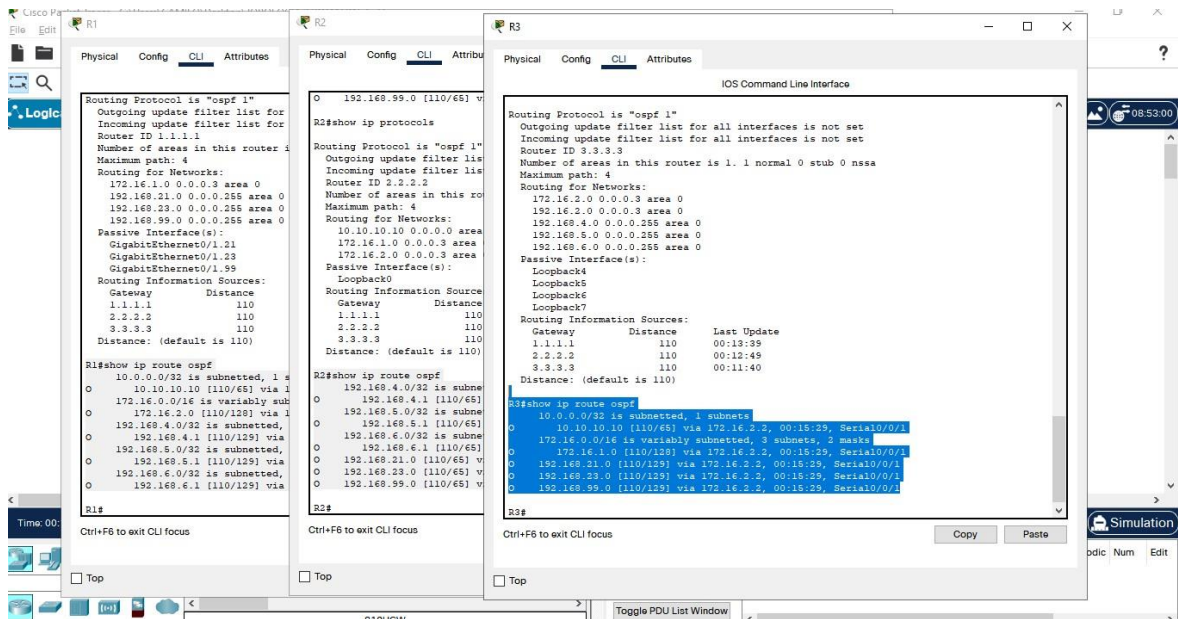 Cisco Pa
File Edit
Logic
Time: 00:
R1
Physical Config CLI Attributes
Routing Protocol is "ospf 1"
Outgoing update filter list for
Incoming update filter list for
Router ID 1.1.1.1
Number of areas in this router i
Maximum path: 4
Routing for Networks:
172.16.1.0 0.0.0.3 area 0
192.168.21.0 0.0.0.255 area 0
192.168.23.0 0.0.0.255 area 0
192.168.99.0 0.0.0.255 area 0
Passive Interface(s):
GigabitEthernet0/1.21
GigabitEthernet0/1.23
GigabitEthernet0/1.99
Routing Information Sources:
Gateway Distance
1.1.1.1 110
2.2.2.2 110
3.3.3.3 110
Distance: (default is 110)
R1#show ip route ospf
10.0.0.0/32 is subnetted, 1 s
O 10.10.10.10 [110/65] via 1
172.16.0.0/16 is variably sub
O 172.16.2.0 [110/128] via 1
192.168.4.0/32 is subnetted,
O 192.168.4.1 [110/129] via
192.168.5.0/32 is subnetted,
O 192.168.5.1 [110/129] via
192.168.6.0/32 is subnetted,
O 192.168.6.1 [110/129] via
R1#
Ctrl+F6 to exit CLI focus
Top
R2
Physical Config CLI Attribu
O 192.168.99.0 [110/65] v
R2#show ip protocols
Routing Protocol is "ospf 1"
Outgoing update filter lis
Incoming update filter lis
Router ID 2.2.2.2
Number of areas in this ro
Maximum path: 4
Routing for Networks:
10.10.10.10 0.0.0.0 area
172.16.1.0 0.0.0.3 area
172.16.2.0 0.0.0.3 area
Passive Interface(s):
Loopback0
Routing Information Source
Gateway Distance
1.1.1.1 110
2.2.2.2 110
3.3.3.3 110
Distance: (default is 110)
R2#show ip route ospf
192.168.4.0/32 is subne
O 192.168.4.1 [110/65]
192.168.5.0/32 is subne
O 192.168.5.1 [110/65]
192.168.6.0/32 is subne
O 192.168.6.1 [110/65]
O 192.168.21.0 [110/65] v
O 192.168.23.0 [110/65] v
O 192.168.99.0 [110/65] v
R2#
Ctrl+F6 to exit CLI focus
Top
R3
Physical Config CLI Attributes
IOS Command Line Interface
Routing Protocol is "ospf 1"
Outgoing update filter list for all interfaces is not set
Incoming update filter list for all interfaces is not set
Router ID 3.3.3.3
Number of areas in this router is 1. 1 normal 0 stub 0 nssa
Maximum path: 4
Routing for Networks:
172.16.2.0 0.0.0.3 area 0
192.16.2.0 0.0.0.3 area 0
192.168.4.0 0.0.0.255 area 0
192.168.5.0 0.0.0.255 area 0
192.168.6.0 0.0.0.255 area 0
Passive Interface(s):
Loopback4
Loopback5
Loopback6
Loopback7
Routing Information Sources:
Gateway Distance Last Update
1.1.1.1 110 00:13:39
2.2.2.2 110 00:12:49
3.3.3.3 110 00:11:40
Distance: (default is 110)
R3#show ip route ospf
10.0.0.0/32 is subnetted, 1 subnets
O 10.10.10.10 [110/65] via 172.16.2.2, 00:15:29, Serial0/0/1
172.16.0.0/16 is variably subnetted, 3 subnets, 2 masks
O 172.16.1.0 [110/128] via 172.16.2.2, 00:15:29, Serial0/0/1
O 192.168.21.0 [110/129] via 172.16.2.2, 00:15:29, Serial0/0/1
O 192.168.23.0 [110/129] via 172.16.2.2, 00:15:29, Serial0/0/1
O 192.168.99.0 [110/129] via 172.16.2.2, 00:15:29, Serial0/0/1
R3#
Ctrl+F6 to exit CLI focus
Copy Paste
Top
?
08:53:00
Simulation
odic Num Edit
Toggle PDU List Window